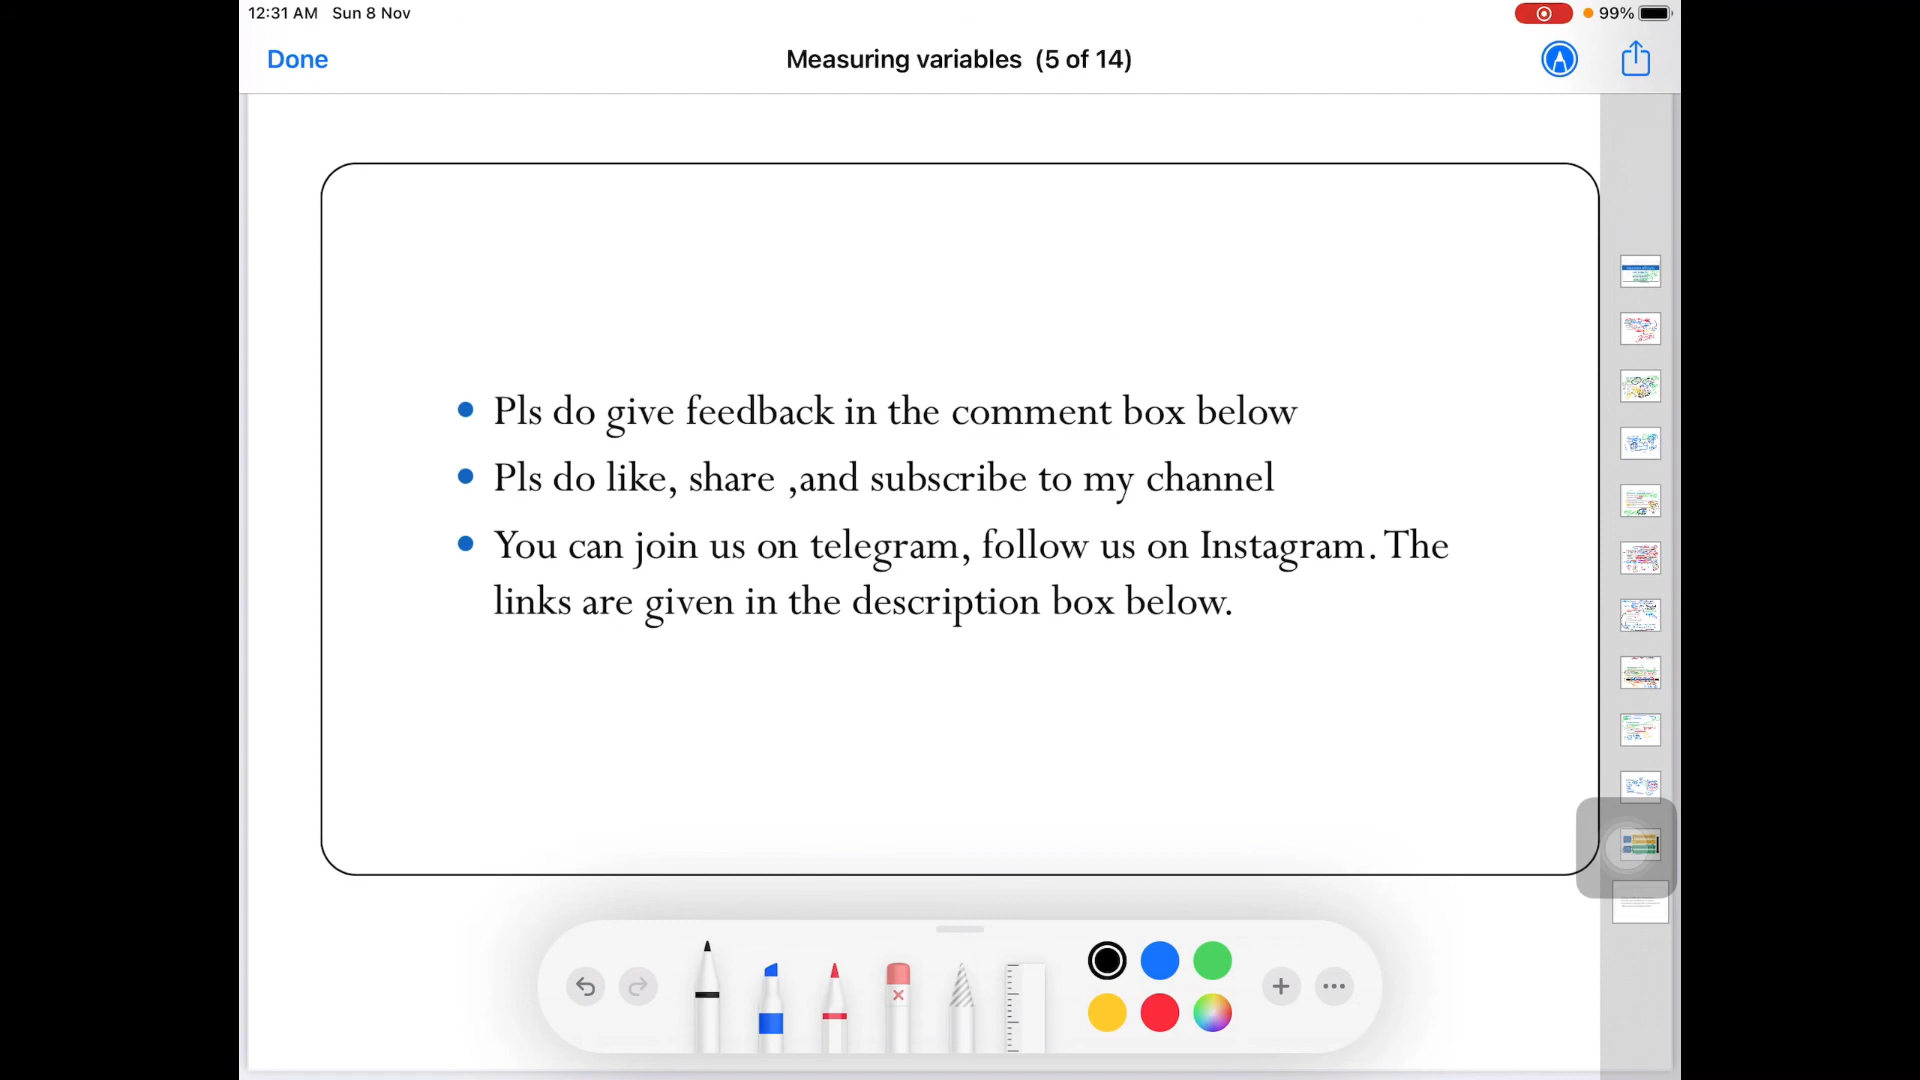 12:31 AM Sun 8 Nov
99%
Done
Measuring variables (5 of 14)
Pls do give feedback in the comment box below
Pls do like, share ,and subscribe to my channel
You can join us on telegram, follow us on Instagram. The
links are given in the description box below.